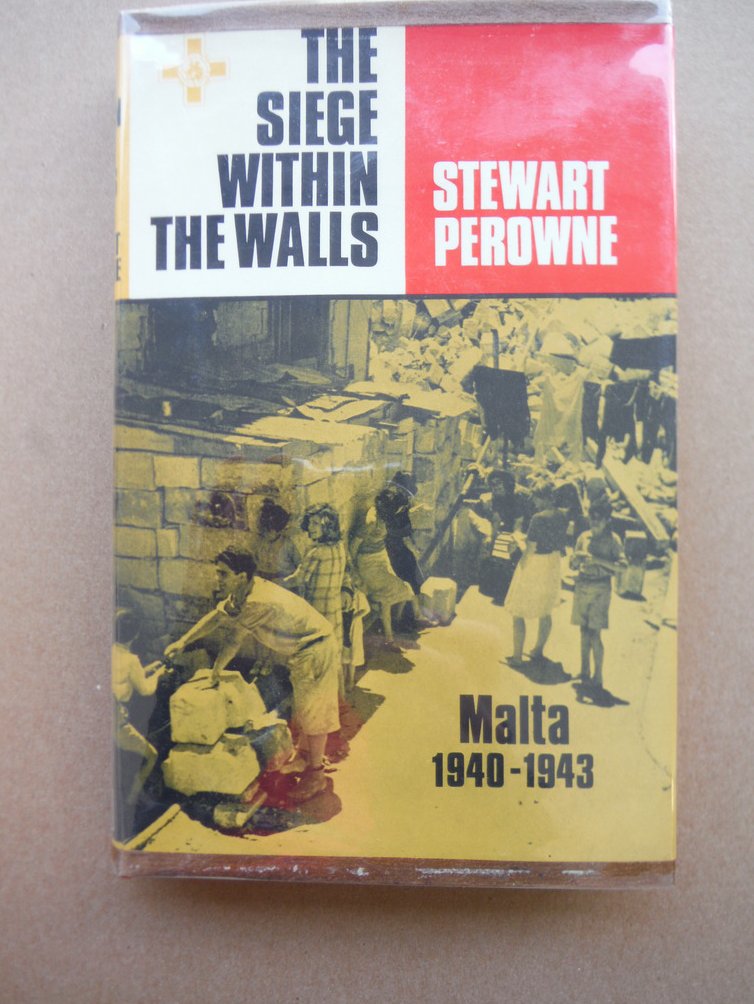 THE
SIEGE
WITHIN
THE WALLS
STEWART
PEROWNE
Malta
1940-1943